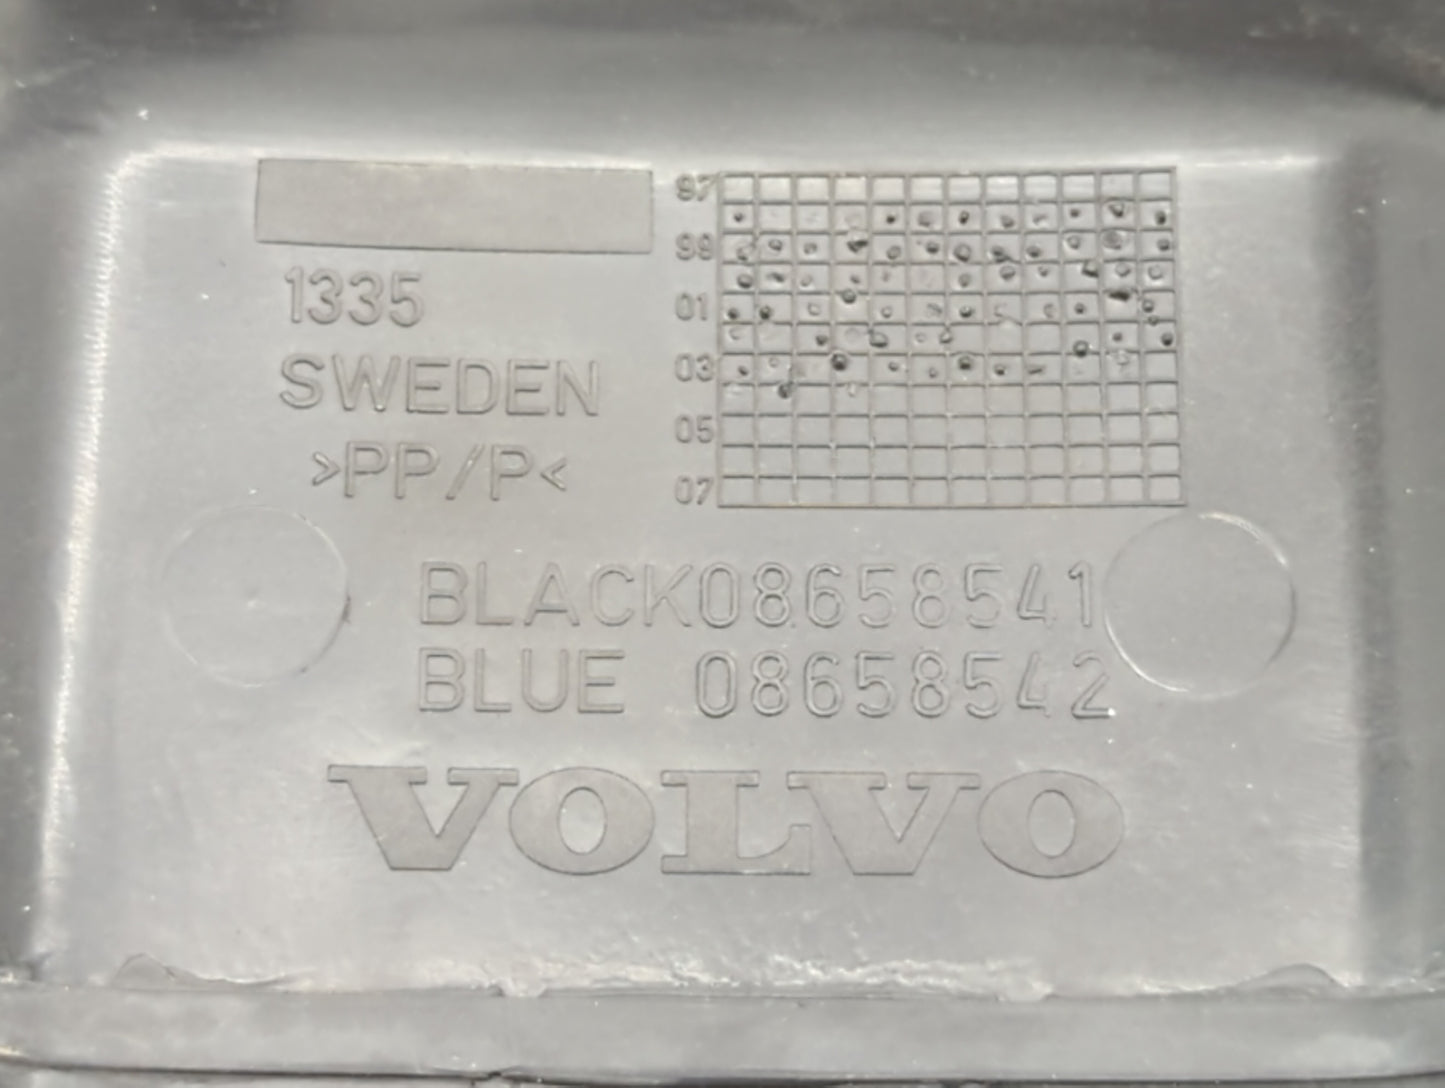 97
99
01
03
05
07
1335
SWEDEN
>PP/P<
BLACK08658541
BLUE 08658542
VOLVO